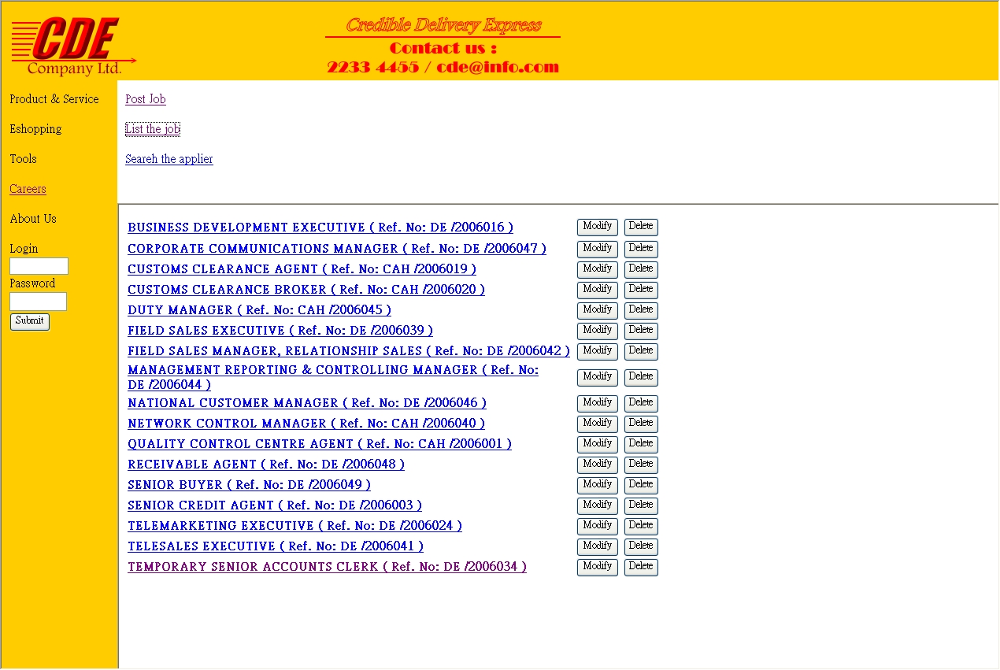 CDE
Company Ltd.
Credible Delivery Express
Contact us :
2233 4455 / cde@info.com
Product & Service
Eshopping
Tools
Careers
About Us
Login
Password
Submit
Post Job
List the job
Seareh the applier
BUSINESS DEVELOPMENT EXECUTIVE ( Ref. No: DE /2006016 ) Modify Delete
CORPORATE COMMUNICATIONS MANAGER ( Ref. No: DE /2006047 ) Modify Delete
CUSTOMS CLEARANCE AGENT ( Ref. No: CAH /2006019 ) Modify Delete
CUSTOMS CLEARANCE BROKER ( Ref. No: CAH /2006020 ) Modify Delete
DUTY MANAGER ( Ref. No: CAH /2006045 ) Modify Delete
FIELD SALES EXECUTIVE ( Ref. No: DE /2006039 ) Modify Delete
FIELD SALES MANAGER, RELATIONSHIP SALES ( Ref. No: DE /2006042 ) Modify Delete
MANAGEMENT REPORTING & CONTROLLING MANAGER ( Ref. No:
DE /2006044 ) Modify Delete
NATIONAL CUSTOMER MANAGER ( Ref. No: DE /2006046 ) Modify Delete
NETWORK CONTROL MANAGER ( Ref. No: CAH /2006040 ) Modify Delete
QUALITY CONTROL CENTRE AGENT ( Ref. No: CAH /2006001 ) Modify Delete
RECEIVABLE AGENT ( Ref. No: DE /2006048 ) Modify Delete
SENIOR BUYER ( Ref. No: DE /2006049 ) Modify Delete
SENIOR CREDIT AGENT ( Ref. No: DE /2006003 ) Modify Delete
TELEMARKETING EXECUTIVE ( Ref. No: DE /2006024 ) Modify Delete
TELESALES EXECUTIVE ( Ref. No: DE /2006041 ) Modify Delete
TEMPORARY SENIOR ACCOUNTS CLERK ( Ref. No: DE /2006034 ) Modify Delete